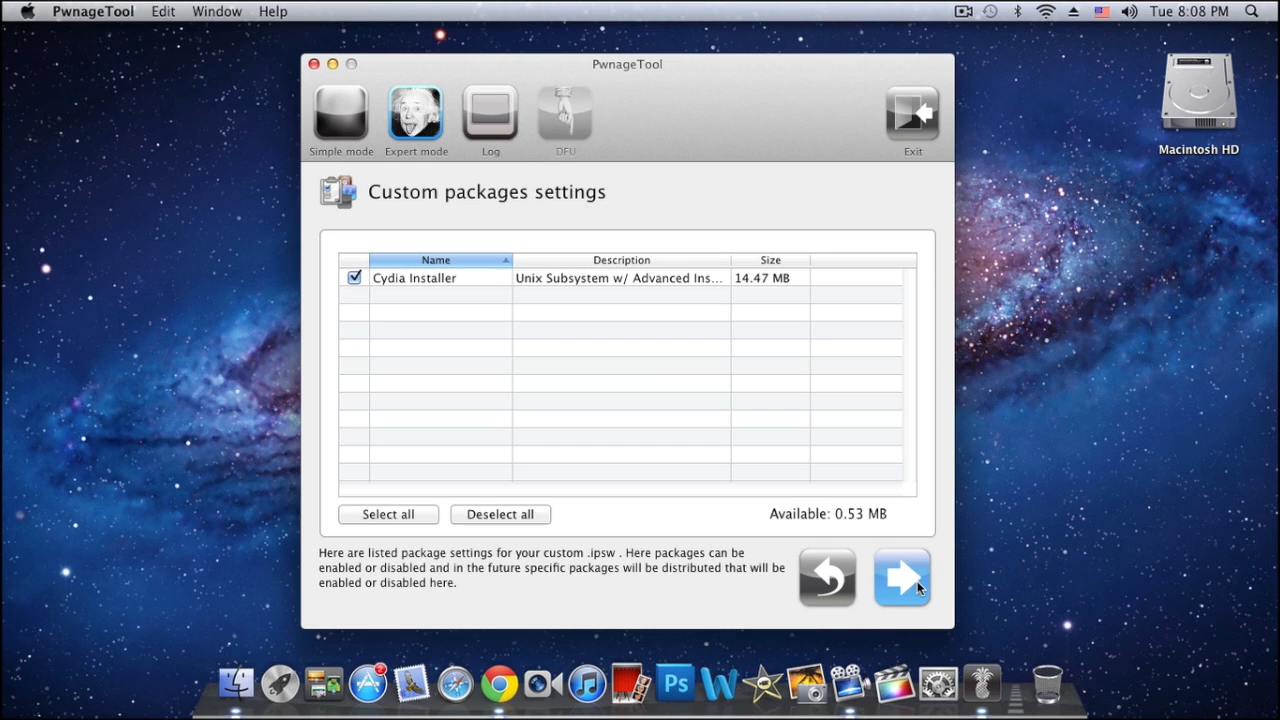 PwnageTool Edit Window Help Tue 8:08 PM
PwnageTool
Simple mode Expert mode Log DFU Exit
Macintosh HD
Custom packages settings
Name Description Size
Cydia Installer Unix Subsystem w/ Advanced Ins... 14.47 MB
Select all Deselect all Available: 0.53 MB
Here are listed package settings for your custom .ipsw . Here packages can be
enabled or disabled and in the future specific packages will be distributed that will be
enabled or disabled here.
2
Ps W